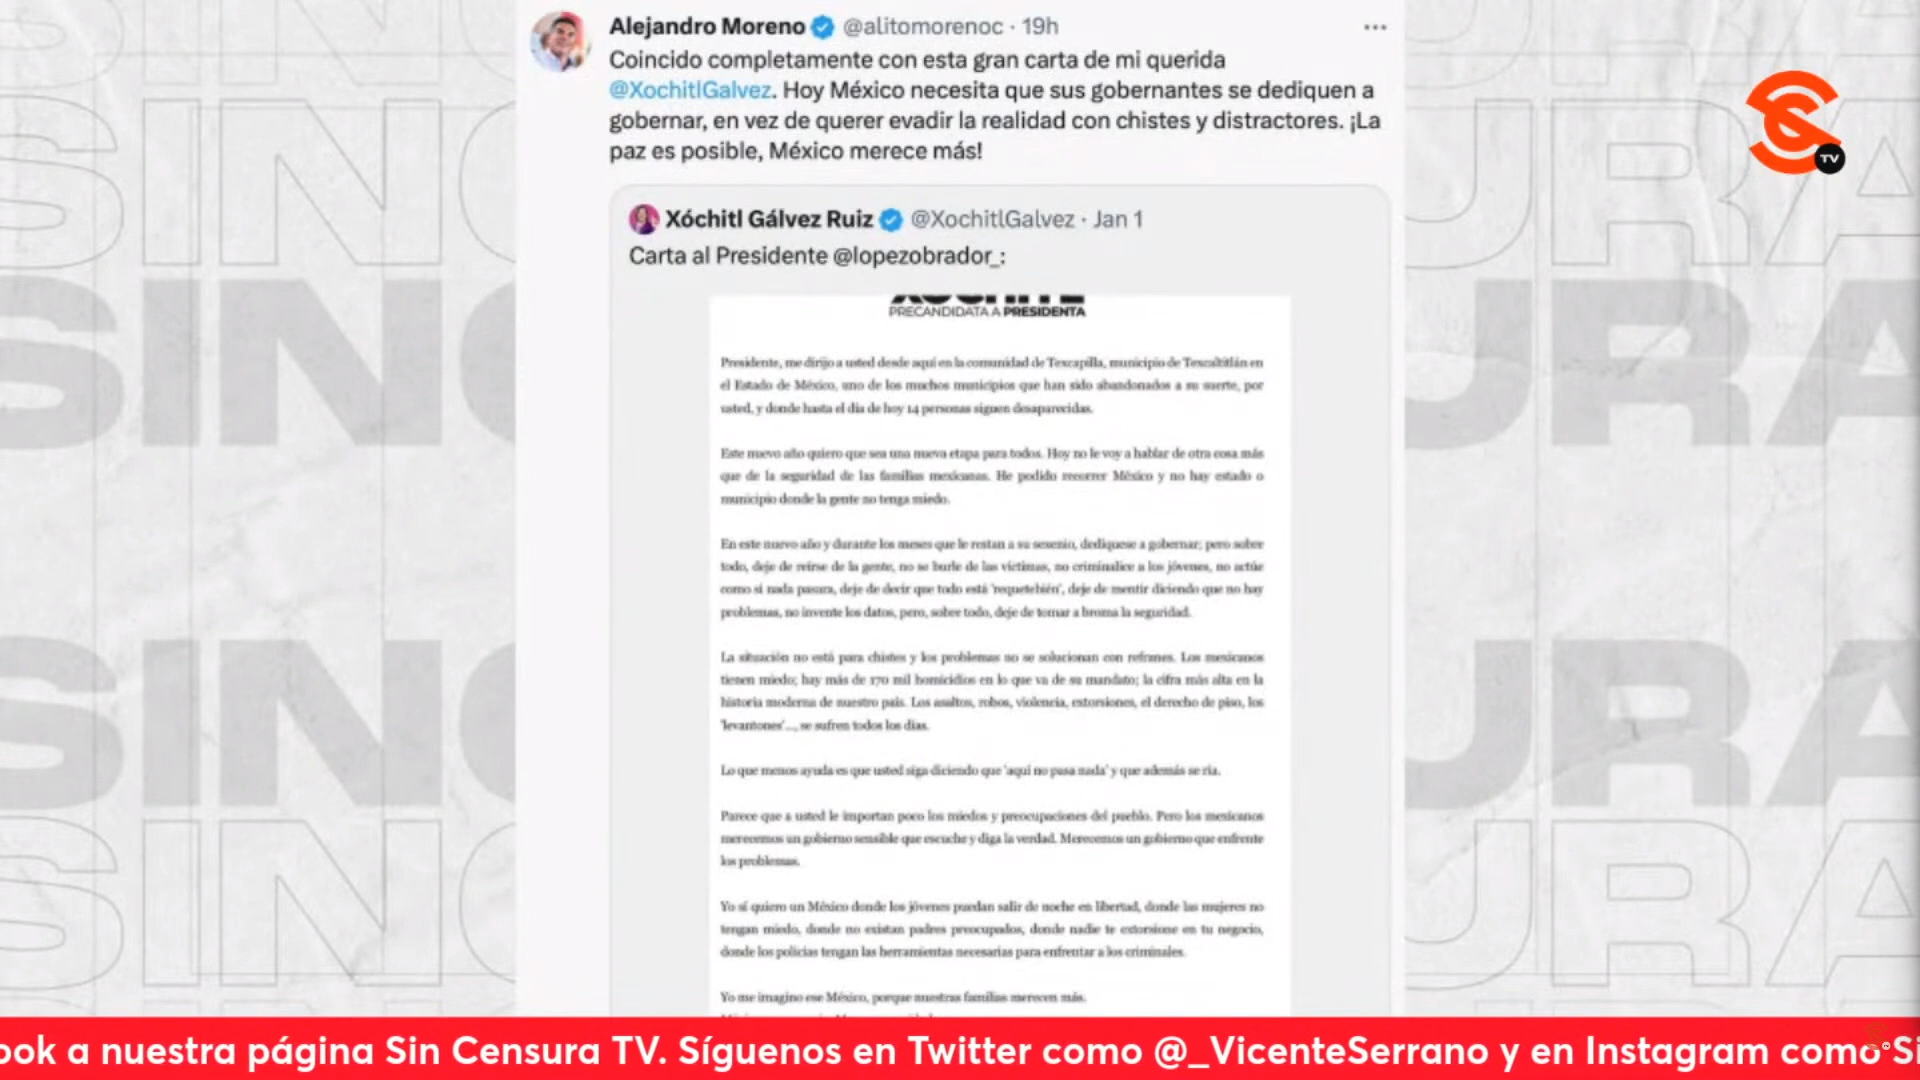 Alejandro Moreno @alitomorenoc · 19h
Coincido completamente con esta gran carta de mi querida
@XochitlGalvez. Hoy México necesita que sus gobernantes se dediquen a
gobernar, en vez de querer evadir la realidad con chistes y distractores. ¡La
paz es posible, México merece más!
Xóchitl Gálvez Ruiz @XochitlGalvez · Jan 1
Carta al Presidente @lopezobrador_:
PRECANDIDATA A PRESIDENTA
Presidente, me dirijo a usted desde aquí en la comunidad de Texcapilla, municipio de Texcaltitlán en
el Estado de México, uno de los muchos municipios que han sido abandonados a su suerte, por
usted, y donde hasta el día de hoy 14 personas siguen desaparecidas.
Este nuevo año quiero que sea una nueva etapa para todos. Hoy no le voy a hablar de otra cosa más
que de la seguridad de las familias mexicanas. He podido recorrer México y no hay estado o
municipio donde la gente no tenga miedo.
En este nuevo año y durante los meses que le restan a su sexenio, dedíquese a gobernar; pero sobre
todo, deje de reírse de la gente, no se burle de las víctimas, no criminalice a los jóvenes, no actúe
como si nada pasara, deje de decir que todo está 'requetebién', deje de mentir diciendo que no hay
problemas, no invente los datos, pero, sobre todo, deje de tomar a broma la seguridad.
La situación no está para chistes y los problemas no se solucionan con refranes. Los mexicanos
tienen miedo; hay más de 170 mil homicidios en lo que va de su mandato; la cifra más alta en la
historia moderna de nuestro país. Los asaltos, robos, violencia, extorsiones, el derecho de piso, los
'levantones'..., se sufren todos los días.
Lo que menos ayuda es que usted siga diciendo que 'aquí no pasa nada' y que además se ría.
Parece que a usted le importan poco los miedos y preocupaciones del pueblo. Pero los mexicanos
merecemos un gobierno sensible que escuche y diga la verdad. Merecemos un gobierno que enfrente
los problemas.
Yo sí quiero un México donde los jóvenes puedan salir de noche en libertad, donde las mujeres no
tengan miedo, donde no existan padres preocupados, donde nadie te extorsione en tu negocio,
donde los policías tengan las herramientas necesarias para enfrentar a los criminales.
Yo me imagino ese México, porque nuestras familias merecen más.
TV
ook a nuestra página Sin Censura TV. Síguenos en Twitter como @_VicenteSerrano y en Instagram como Si